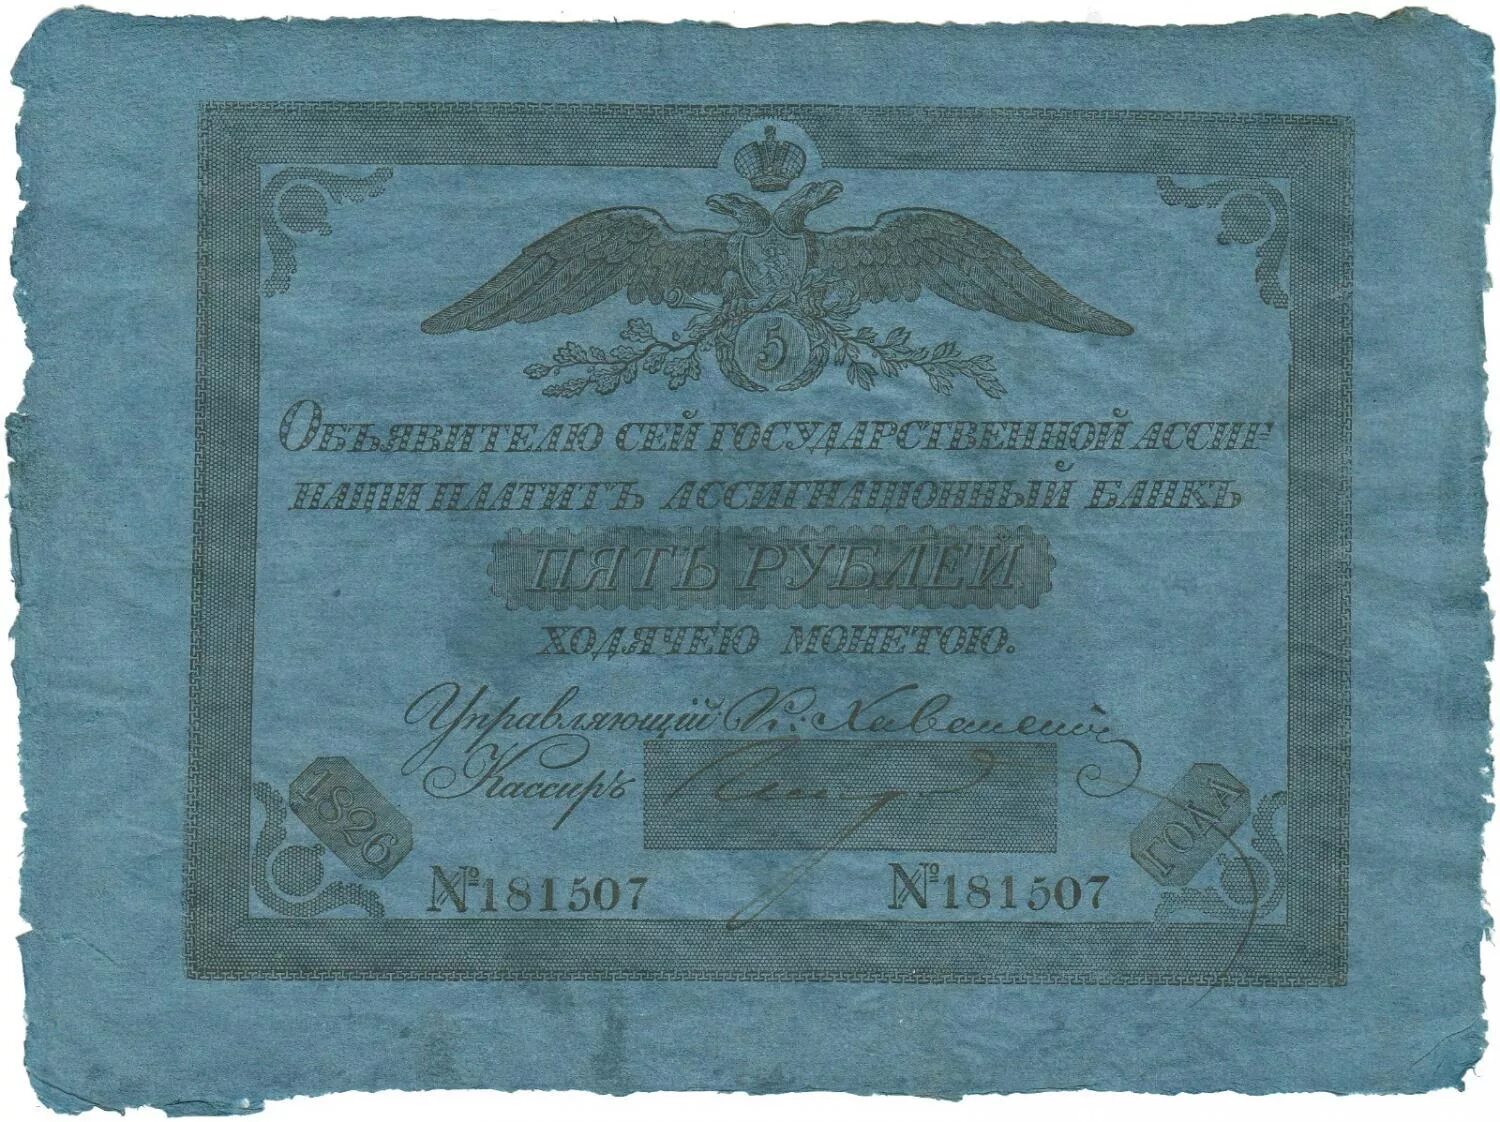 5
Объявителю сей государственной ассиг=
нацiи платитъ ассигнацiонный банкъ
ПЯТЬ РУБЛЕЙ
ходячею монетою.
Управляющiй
Кассиръ
1826 ГОДА
№181507 №181507